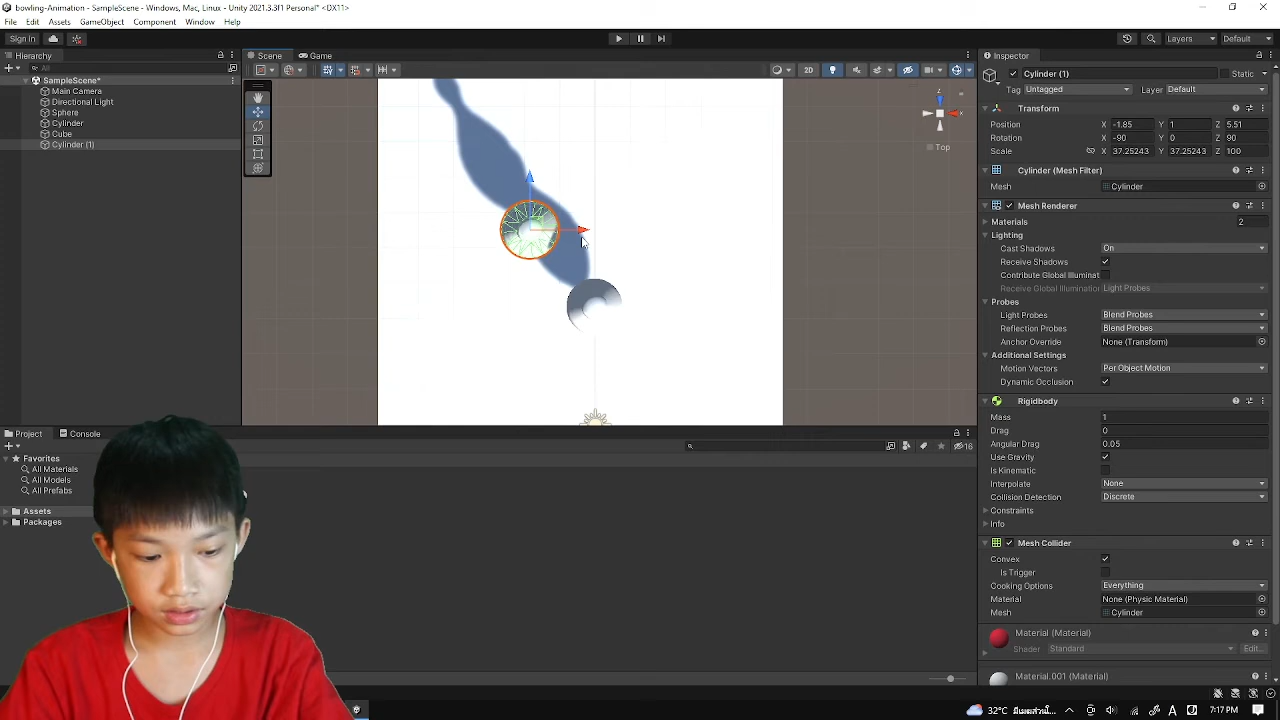 bowling-Animation - SampleScene - Windows, Mac, Linux - Unity 2021.3.3f1 Personal* <DX11>
File Edit Assets GameObject Component Window Help
Sign In
Layers
Default
Hierarchy
All
SampleScene*
Main Camera
Directional Light
Sphere
Cylinder
Cube
Cylinder (1)
Scene
Game
2D
z
x
Top
Inspector
Cylinder (1)
Static
Tag Untagged
Layer Default
Transform
Position X -1.85 Y 1 Z 5.51
Rotation X -90 Y 0 Z 90
Scale X 37.25243 Y 37.25243 Z 100
Cylinder (Mesh Filter)
Mesh Cylinder
Mesh Renderer
Materials 2
Lighting
Cast Shadows On
Receive Shadows
Contribute Global Illuminat
Receive Global Illumination Light Probes
Probes
Light Probes Blend Probes
Reflection Probes Blend Probes
Anchor Override None (Transform)
Additional Settings
Motion Vectors Per Object Motion
Dynamic Occlusion
Rigidbody
Mass 1
Drag 0
Angular Drag 0.05
Use Gravity
Is Kinematic
Interpolate None
Collision Detection Discrete
Constraints
Info
Mesh Collider
Convex
Is Trigger
Cooking Options Everything
Material None (Physic Material)
Mesh Cylinder
Material (Material)
Shader Standard Edit...
Material.001 (Material)
Project
Console
16
Favorites
All Materials
All Models
All Prefabs
Assets
Packages
32°C Sunny
A
7:17 PM